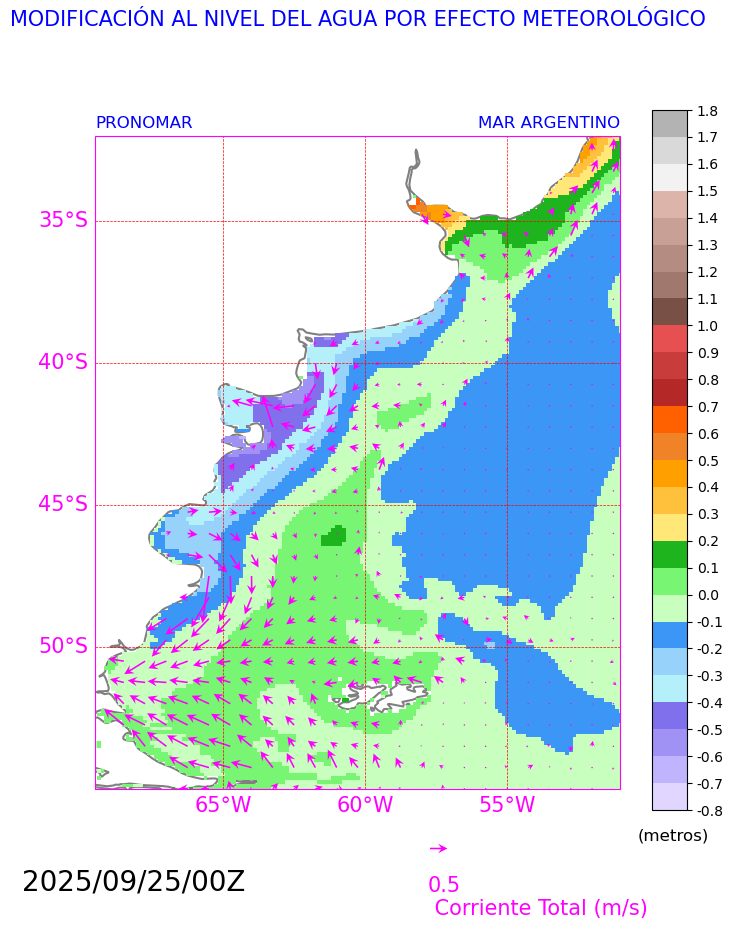 MODIFICACIÓN AL NIVEL DEL AGUA POR EFECTO METEOROLÓGICO
PRONOMAR MAR ARGENTINO
35°S
40°S
45°S
50°S
65°W 60°W 55°W
1.8
1.7
1.6
1.5
1.4
1.3
1.2
1.1
1.0
0.9
0.8
0.7
0.6
0.5
0.4
0.3
0.2
0.1
0.0
-0.1
-0.2
-0.3
-0.4
-0.5
-0.6
-0.7
-0.8
(metros)
2025/09/25/00Z
0.5
Corriente Total (m/s)